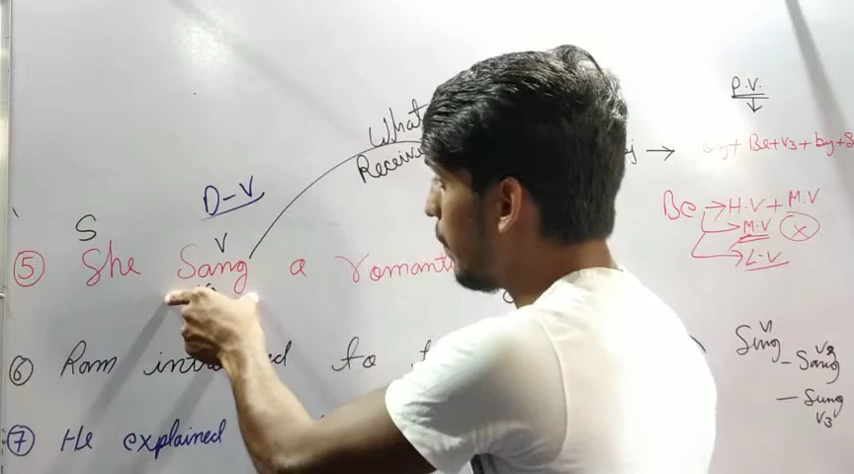 P.V.
What
Receive
→ + Be+V3+by+S
D-V
Be → H.V + M.V
→ M.V (X)
→ L.V
S V
⑤ She Sang a romant
⑥ Ram to
V
Sing
V2
- Sang
- Sung
V3
⑦ He explained